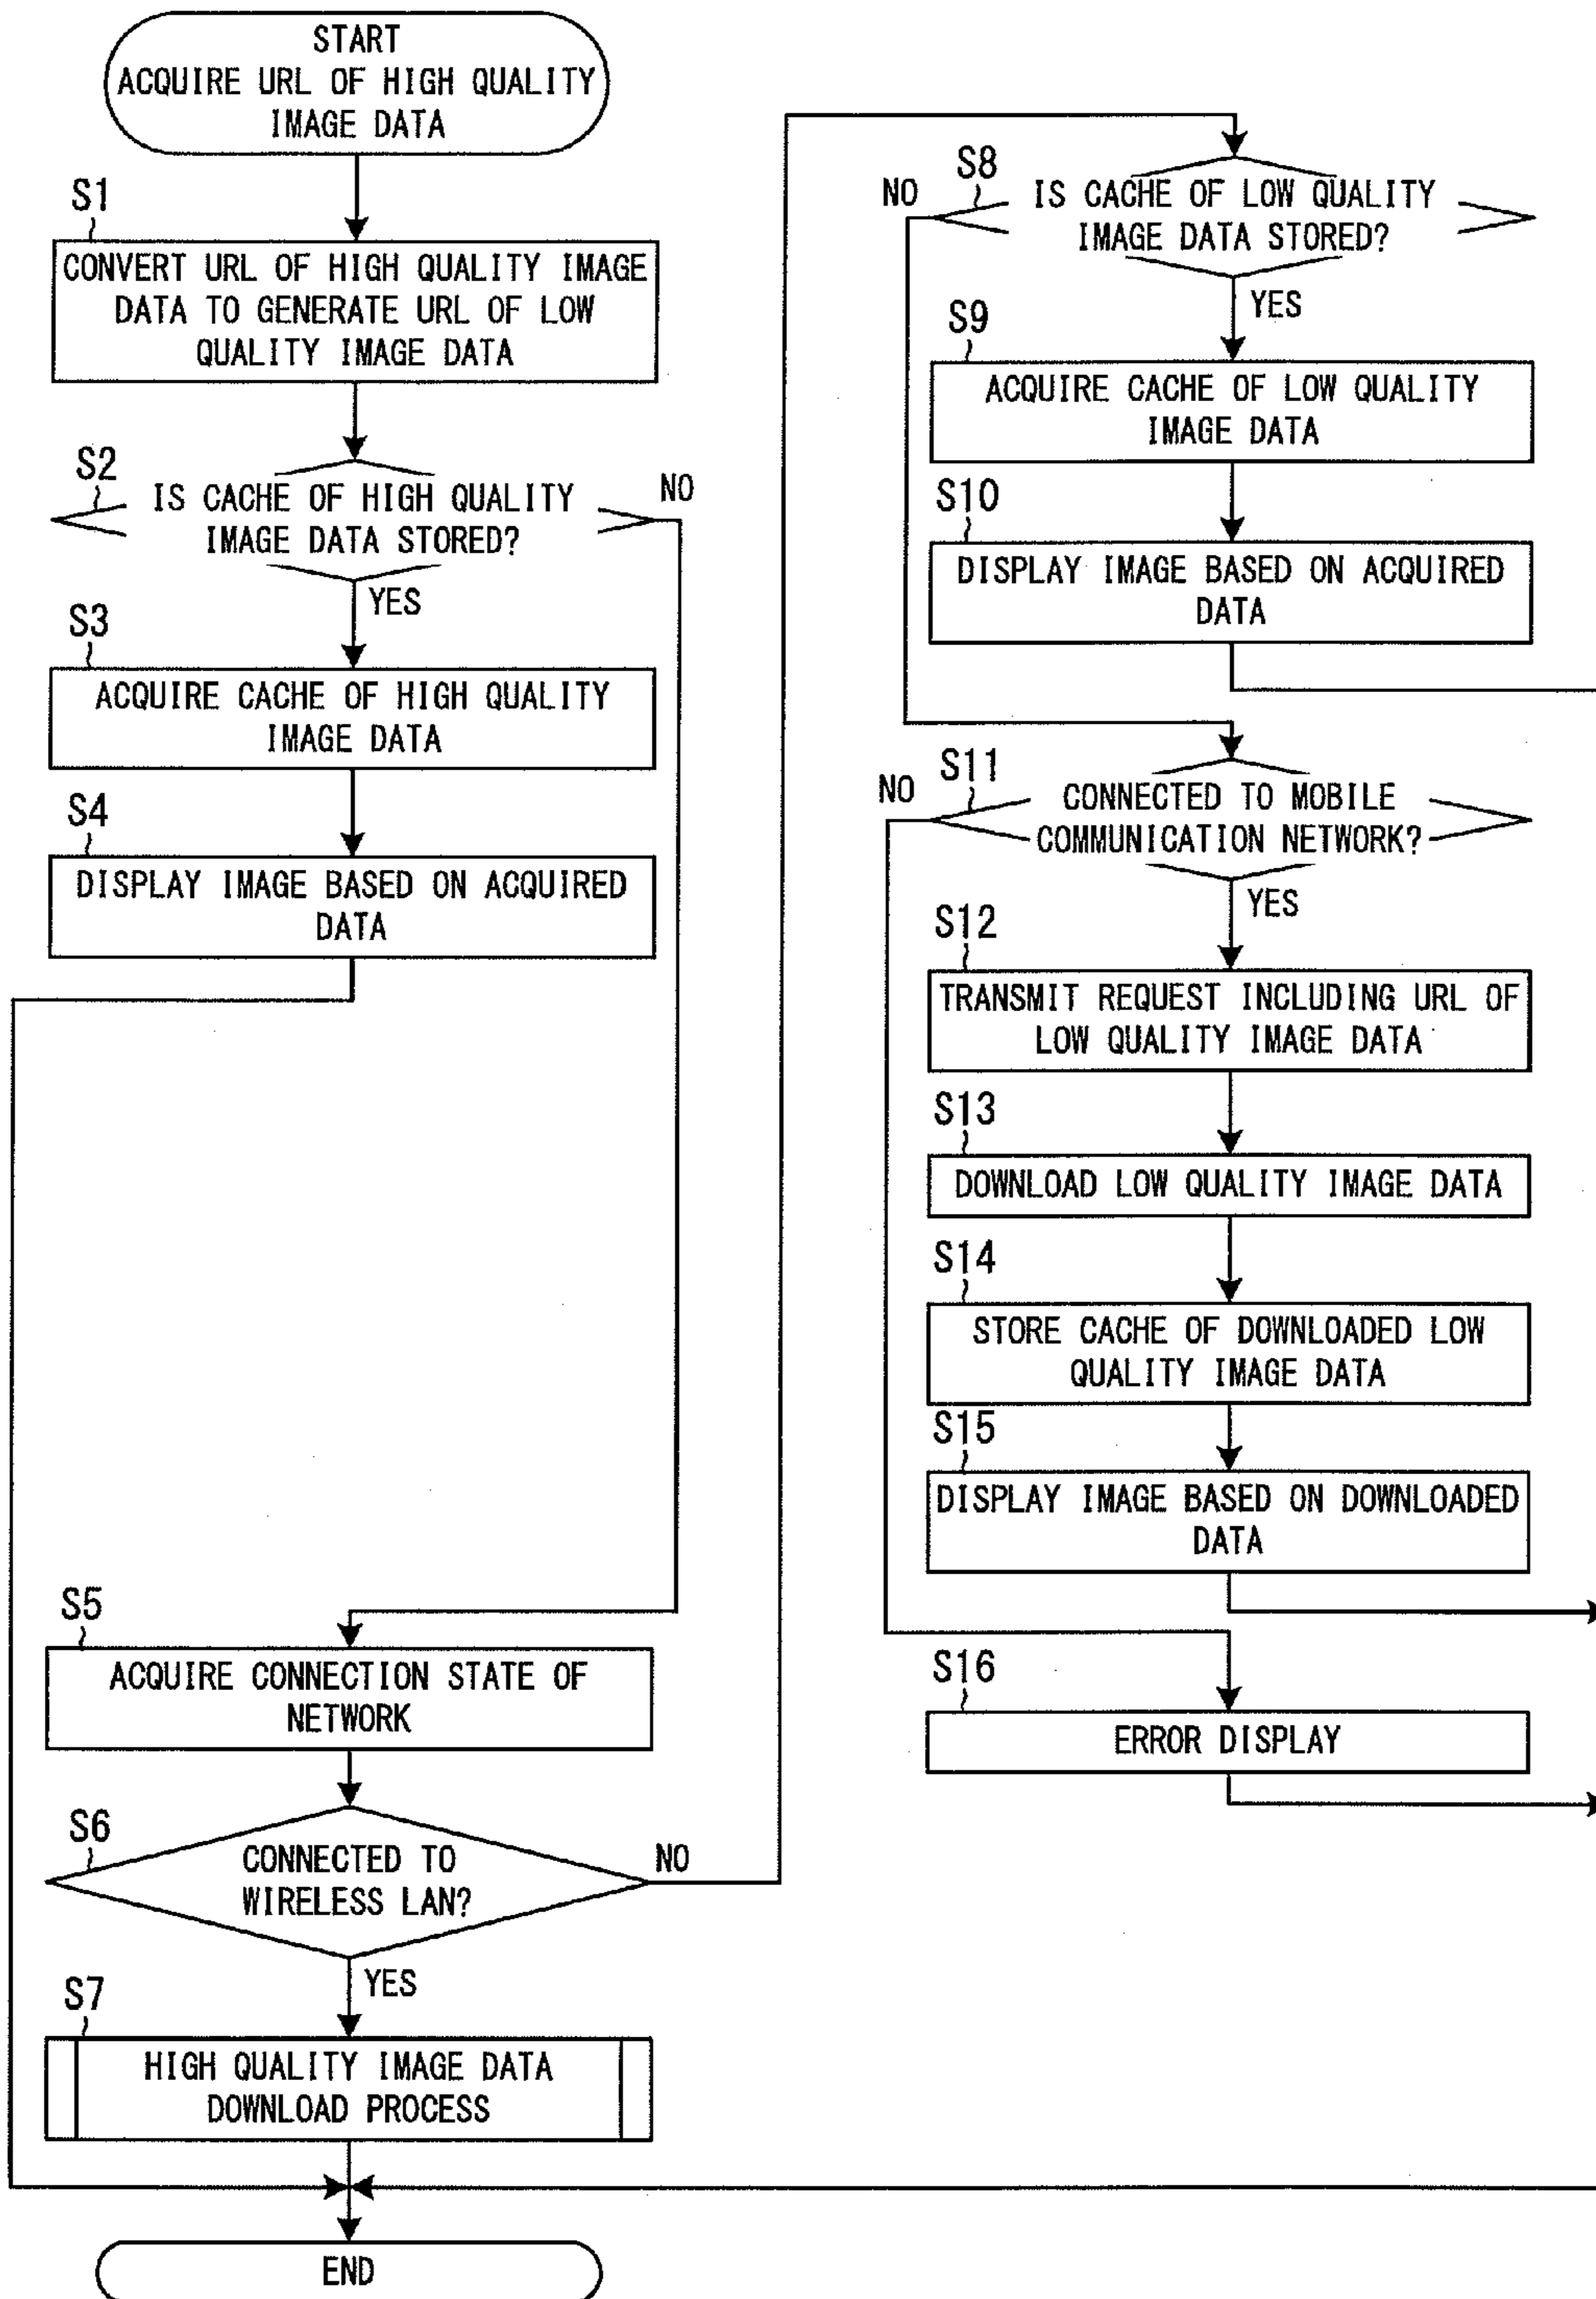 START
ACQUIRE URL OF HIGH QUALITY
IMAGE DATA
S1
CONVERT URL OF HIGH QUALITY IMAGE
DATA TO GENERATE URL OF LOW
QUALITY IMAGE DATA
S2
IS CACHE OF HIGH QUALITY
IMAGE DATA STORED?
NO
YES
S3
ACQUIRE CACHE OF HIGH QUALITY
IMAGE DATA
S4
DISPLAY IMAGE BASED ON ACQUIRED
DATA
S5
ACQUIRE CONNECTION STATE OF
NETWORK
S6
CONNECTED TO
WIRELESS LAN?
NO
YES
S7
HIGH QUALITY IMAGE DATA
DOWNLOAD PROCESS
END
S8
NO
IS CACHE OF LOW QUALITY
IMAGE DATA STORED?
YES
S9
ACQUIRE CACHE OF LOW QUALITY
IMAGE DATA
S10
DISPLAY IMAGE BASED ON ACQUIRED
DATA
S11
NO
CONNECTED TO MOBILE
COMMUNICATION NETWORK?
YES
S12
TRANSMIT REQUEST INCLUDING URL OF
LOW QUALITY IMAGE DATA
S13
DOWNLOAD LOW QUALITY IMAGE DATA
S14
STORE CACHE OF DOWNLOADED LOW
QUALITY IMAGE DATA
S15
DISPLAY IMAGE BASED ON DOWNLOADED
DATA
S16
ERROR DISPLAY